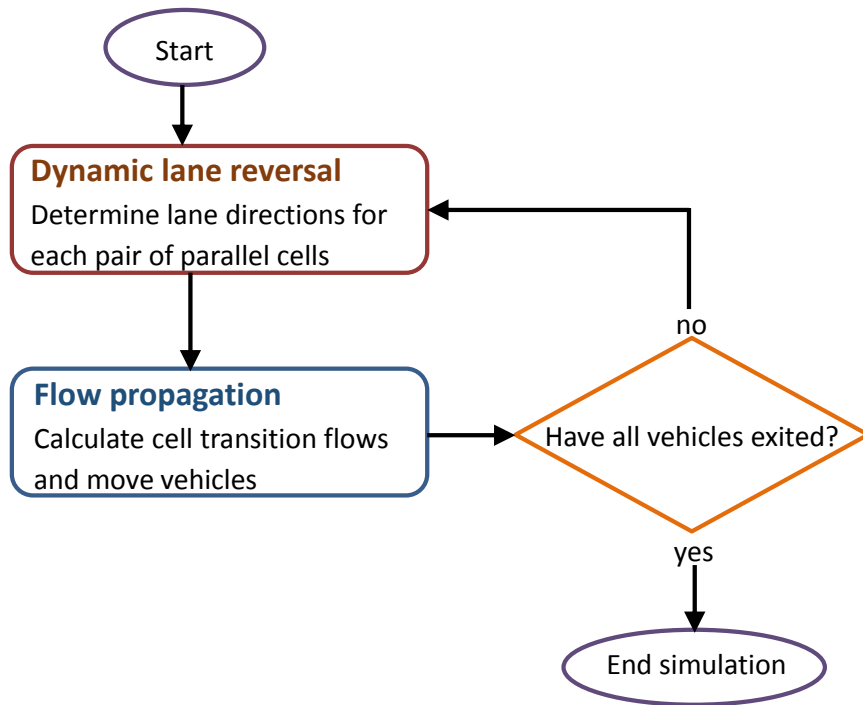 Start
Dynamic lane reversal
Determine lane directions for
each pair of parallel cells
no
Flow propagation
Calculate cell transition flows
and move vehicles
Have all vehicles exited?
yes
End simulation